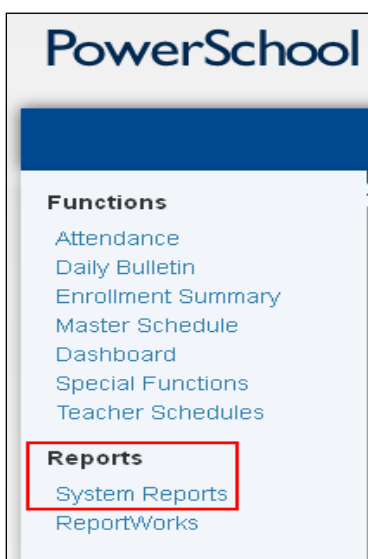 PowerSchool
Functions
Attendance
Daily Bulletin
Enrollment Summary
Master Schedule
Dashboard
Special Functions
Teacher Schedules
Reports
System Reports
ReportWorks